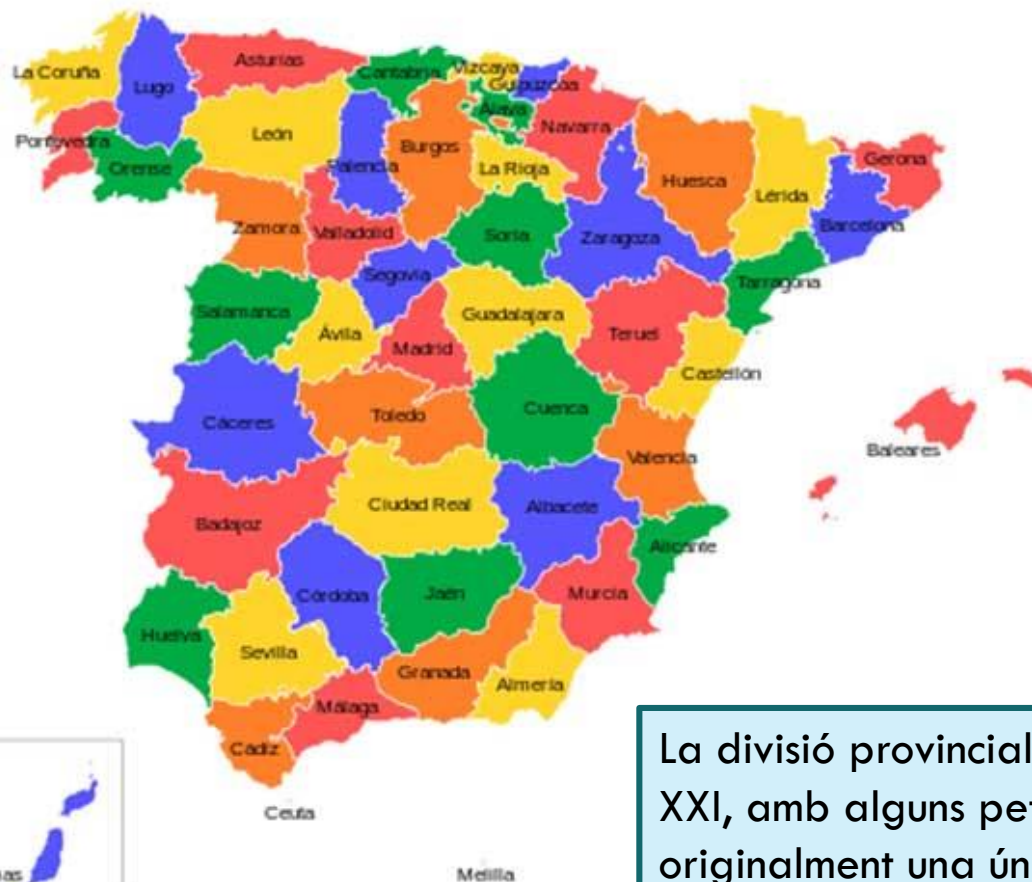 La Coruña
Lugo
Asturias
Cantabria
Vizcaya
Guipuzcoa
Álava
Navarra
Pontevedra
Orense
León
Palencia
Burgos
La Rioja
Huesca
Lérida
Gerona
Barcelona
Zamora
Valladolid
Soria
Zaragoza
Segovia
Tarragona
Salamanca
Ávila
Guadalajara
Madrid
Teruel
Castellón
Cáceres
Toledo
Cuenca
Baleares
Valencia
Badajoz
Ciudad Real
Albacete
Alicante
Córdoba
Jaén
Murcia
Huelva
Sevilla
Granada
Almería
Málaga
Cádiz
Ceuta
Melilla
La divisió provincial
XXI, amb alguns
originalment una